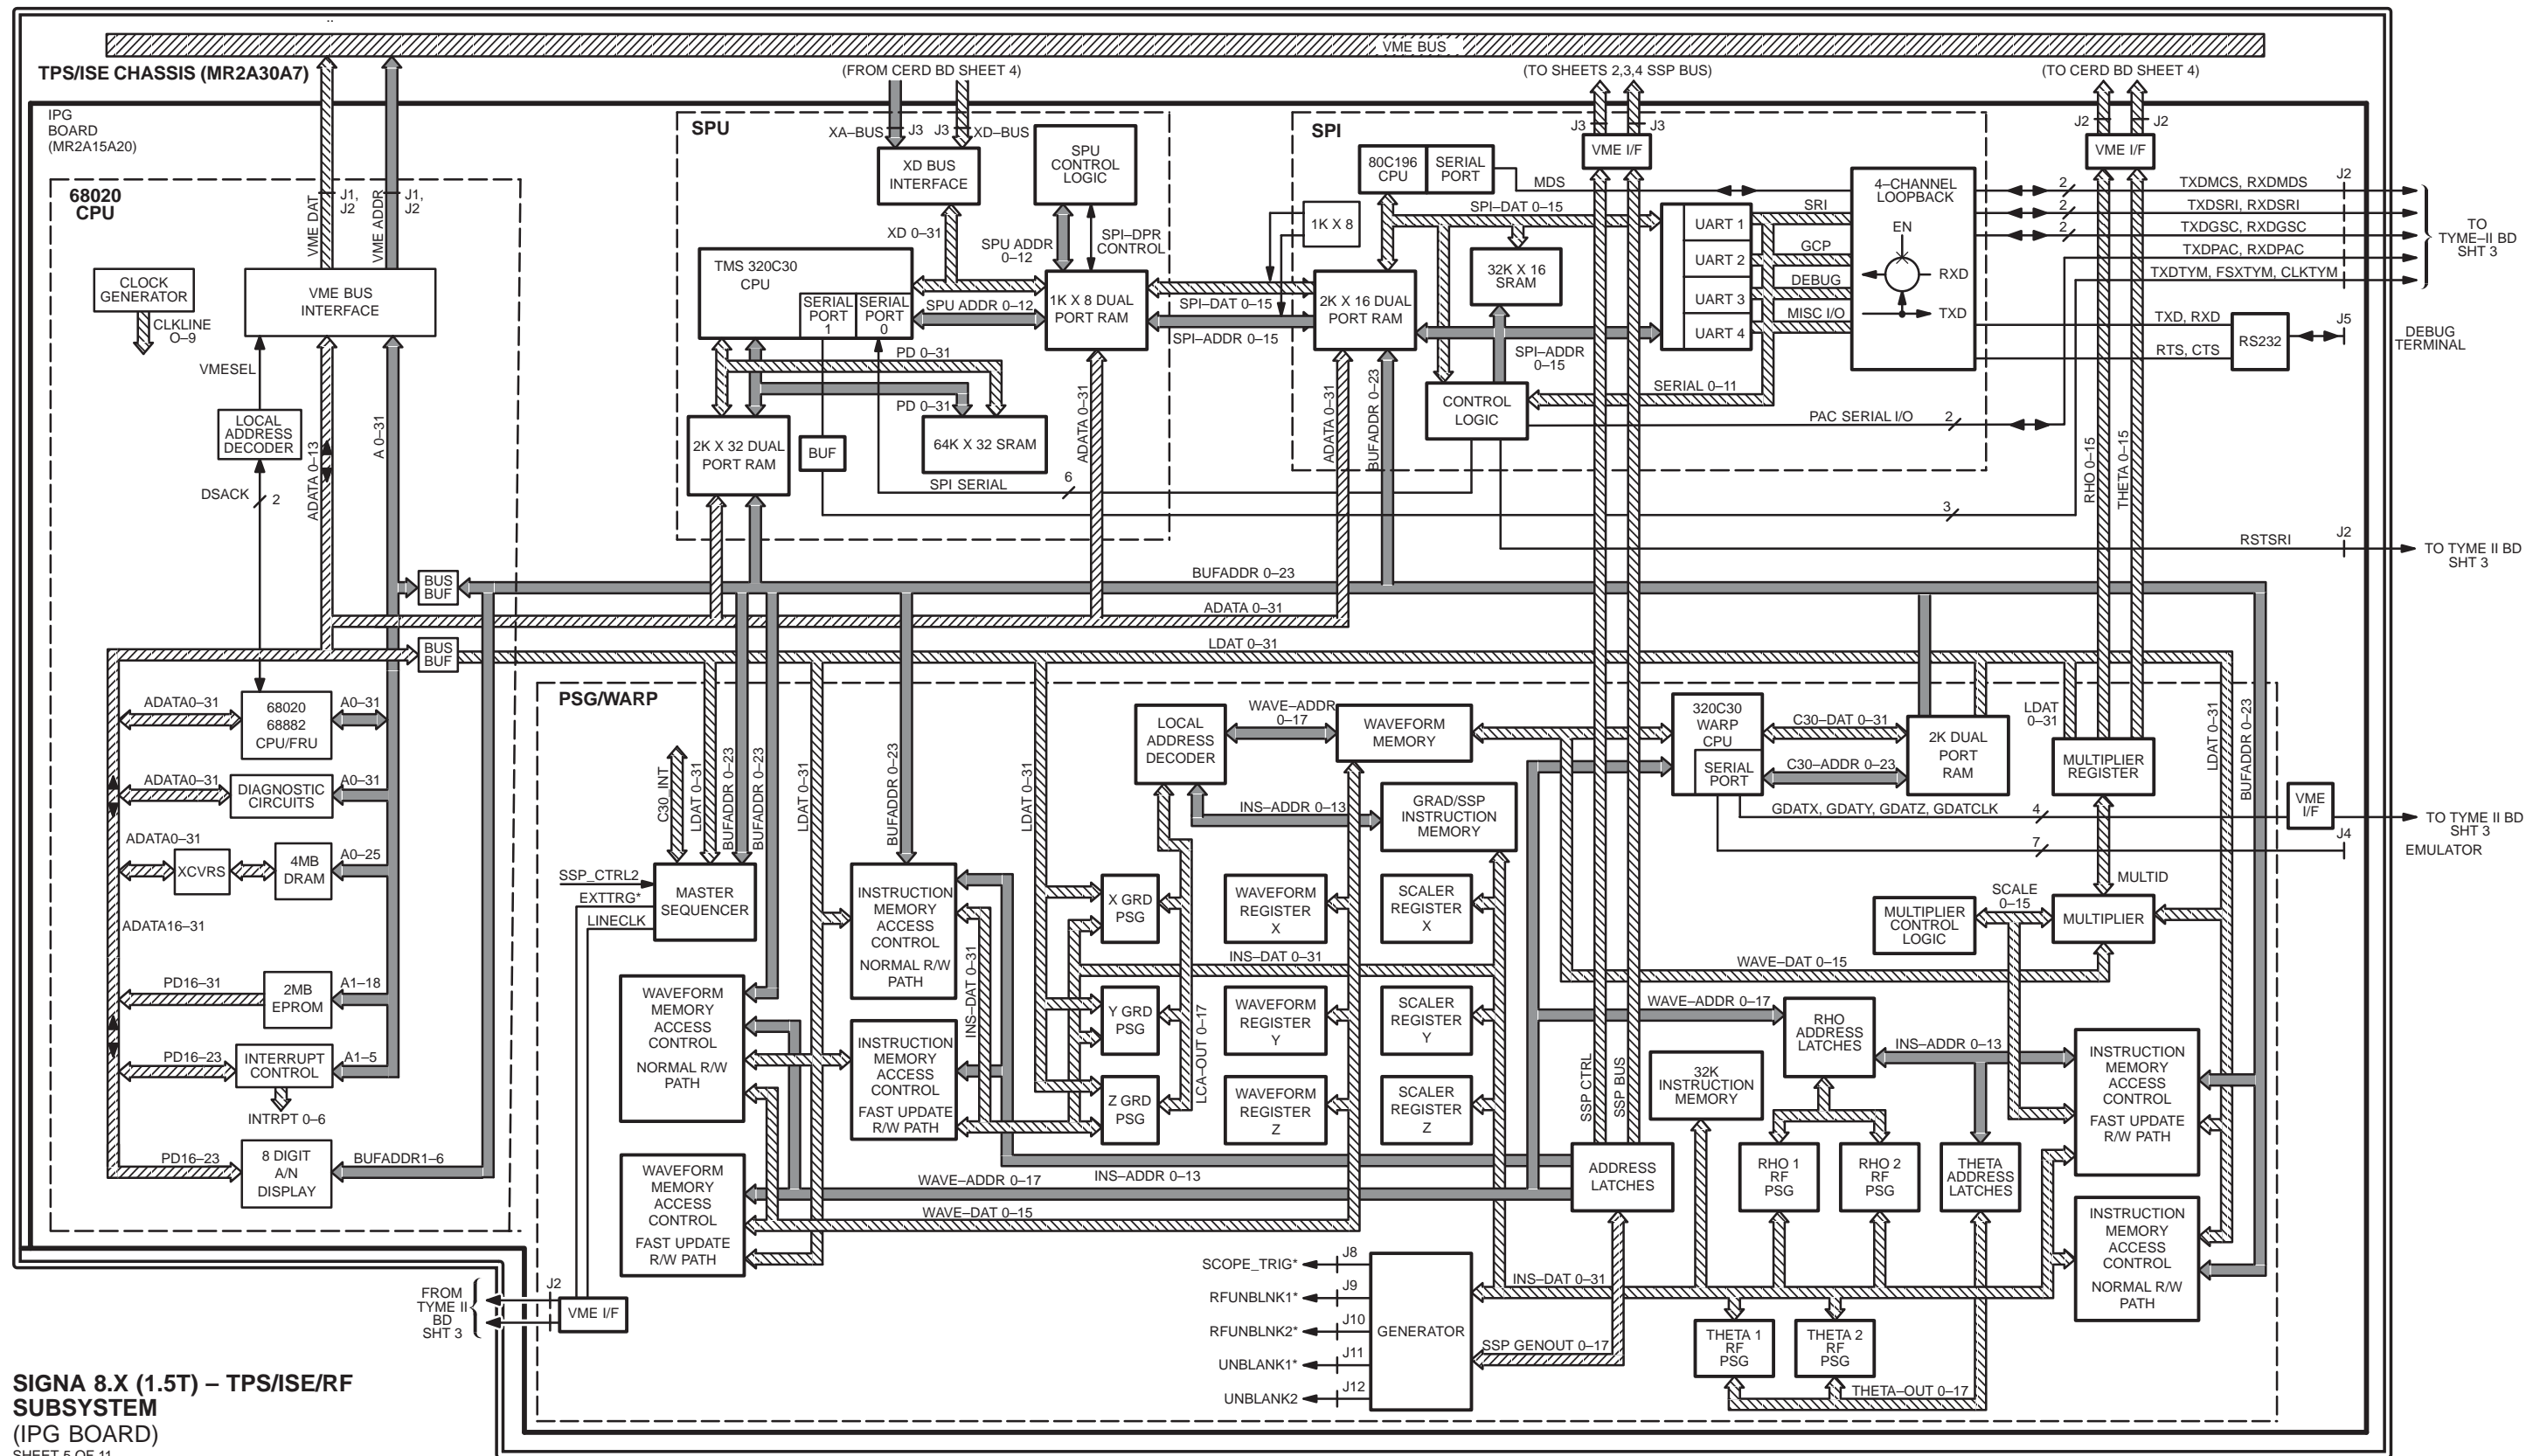 VME BUS
TPS/ISE CHASSIS (MR2A30A7)
(FROM CERD BD SHEET 4)
(TO SHEETS 2,3,4 SSP BUS)
(TO CERD BD SHEET 4)
IPG
BOARD
(MR2A15A20)
68020
CPU
VME DAT
J1,
J2
VME ADDR
J1,
J2
CLOCK
GENERATOR
CLKLINE
O–9
VME BUS
INTERFACE
VMESEL
LOCAL
ADDRESS
DECODER
DSACK
2
ADATA 0–13
A 0–31
BUS
BUF
BUS
BUF
ADATA0–31
68020
68882
CPU/FRU
A0–31
ADATA0–31
DIAGNOSTIC
CIRCUITS
A0–31
ADATA0–31
XCVRS
4MB
DRAM
A0–25
ADATA16–31
PD16–31
2MB
EPROM
A1–18
PD16–23
INTERRUPT
CONTROL
A1–5
INTRPT 0–6
PD16–23
8 DIGIT
A/N
DISPLAY
BUFADDR1–6
SPU
XA–BUS
J3
J3
XD–BUS
XD BUS
INTERFACE
SPU
CONTROL
LOGIC
XD 0–31
SPU ADDR
0–12
SPI–DPR
CONTROL
TMS 320C30
CPU
SERIAL
PORT
1
SERIAL
PORT
0
SPU ADDR 0–12
1K X 8 DUAL
PORT RAM
PD 0–31
PD 0–31
2K X 32 DUAL
PORT RAM
BUF
64K X 32 SRAM
ADATA 0–31
SPI SERIAL
6
SPI–DAT 0–15
SPI–ADDR 0–15
SPI
80C196
CPU
SERIAL
PORT
MDS
J3
J3
VME I/F
1K X 8
SPI–DAT 0–15
2K X 16 DUAL
PORT RAM
32K X 16
SRAM
SPI–ADDR
0–15
CONTROL
LOGIC
ADATA 0–31
BUFADDR 0–23
UART 1
UART 2
UART 3
UART 4
SRI
GCP
DEBUG
MISC I/O
SERIAL 0–11
4–CHANNEL
LOOPBACK
EN
RXD
TXD
PAC SERIAL I/O
2
3
J2
J2
VME I/F
2
TXDMCS, RXDMDS
J2
2
TXDSRI, RXDSRI
2
TXDGSC, RXDGSC
TXDPAC, RXDPAC
TXDTYM, FSXTYM, CLKTYM
TO
TYME–II BD
SHT 3
TXD, RXD
RTS, CTS
RS232
J5
DEBUG
TERMINAL
RHO 0–15
THETA 0–15
RSTSRI
J2
TO TYME II BD
SHT 3
BUFADDR 0–23
ADATA 0–31
LDAT 0–31
PSG/WARP
C30_INT
LDAT 0–31
BUFADDR 0–23
BUFADDR 0–23
LDAT 0–31
BUFADDR 0–23
LDAT 0–31
SSP_CTRL2
EXTTRG*
LINECLK
MASTER
SEQUENCER
INSTRUCTION
MEMORY
ACCESS
CONTROL
NORMAL R/W
PATH
INSTRUCTION
MEMORY
ACCESS
CONTROL
FAST UPDATE
R/W PATH
WAVEFORM
MEMORY
ACCESS
CONTROL
NORMAL R/W
PATH
WAVEFORM
MEMORY
ACCESS
CONTROL
FAST UPDATE
R/W PATH
INS–DAT 0–31
LOCAL
ADDRESS
DECODER
WAVE–ADDR
0–17
WAVEFORM
MEMORY
INS–ADDR 0–13
GRAD/SSP
INSTRUCTION
MEMORY
X GRD
PSG
Y GRD
PSG
Z GRD
PSG
LCA–OUT 0–17
WAVEFORM
REGISTER
X
SCALER
REGISTER
X
INS–DAT 0–31
WAVEFORM
REGISTER
Y
SCALER
REGISTER
Y
WAVEFORM
REGISTER
Z
SCALER
REGISTER
Z
INS–ADDR 0–13
WAVE–ADDR 0–17
WAVE–DAT 0–15
320C30
WARP
CPU
SERIAL
PORT
C30–DAT 0–31
C30–ADDR 0–23
2K DUAL
PORT
RAM
LDAT
0–31
MULTIPLIER
REGISTER
LDAT 0–31
BUFADDR 0–23
GDATX, GDATY, GDATZ, GDATCLK
4
VME
I/F
TO TYME II BD
SHT 3
7
J4
EMULATOR
MULTID
SCALE
0–15
MULTIPLIER
CONTROL
LOGIC
MULTIPLIER
WAVE–DAT 0–15
WAVE–ADDR 0–17
RHO
ADDRESS
LATCHES
INS–ADDR 0–13
INSTRUCTION
MEMORY
ACCESS
CONTROL
FAST UPDATE
R/W PATH
INSTRUCTION
MEMORY
ACCESS
CONTROL
NORMAL R/W
PATH
SSP CTRL
SSP BUS
32K
INSTRUCTION
MEMORY
ADDRESS
LATCHES
RHO 1
RF
PSG
RHO 2
RF
PSG
THETA
ADDRESS
LATCHES
INS–DAT 0–31
THETA 1
RF
PSG
THETA 2
RF
PSG
THETA–OUT 0–17
SSP GENOUT 0–17
GENERATOR
SCOPE_TRIG*
J8
RFUNBLNK1*
J9
RFUNBLNK2*
J10
UNBLANK1*
J11
UNBLANK2
J12
FROM
TYME II
BD
SHT 3
J2
VME I/F
SIGNA 8.X (1.5T) – TPS/ISE/RF
SUBSYSTEM
(IPG BOARD)
SHEET 5 OF 11